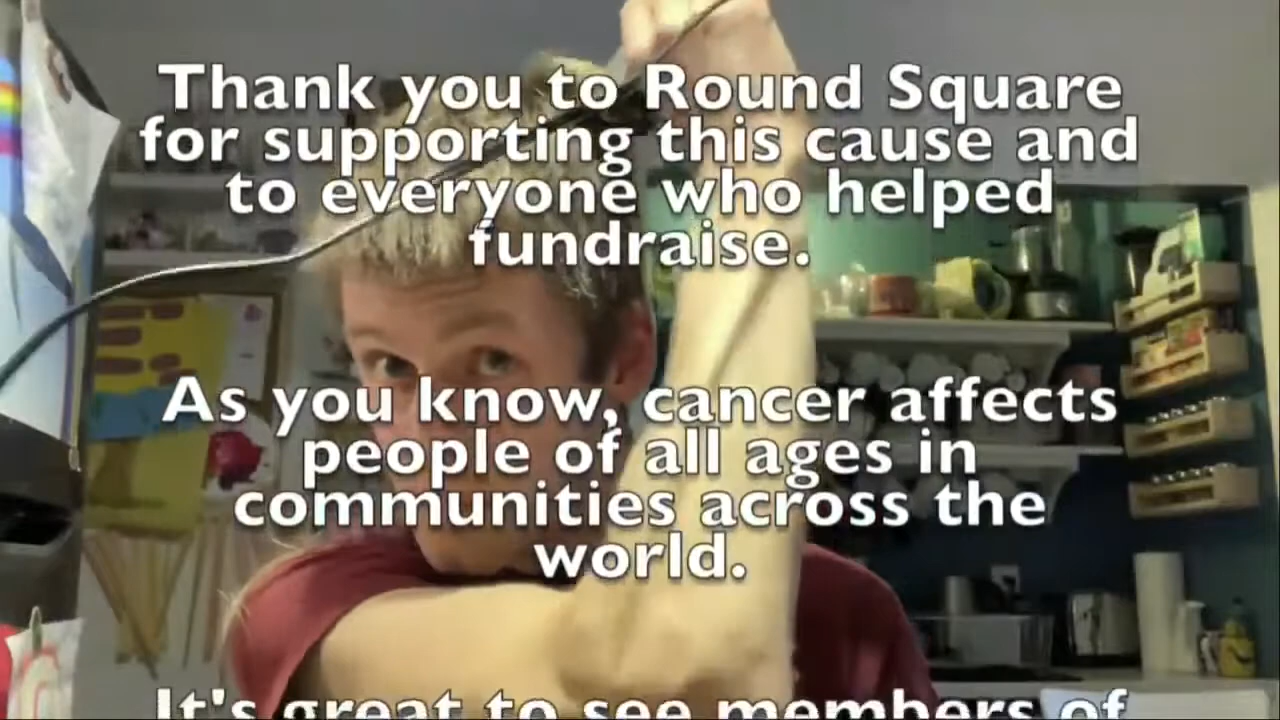 Thank you to Round Square
for supporting this cause and
to everyone who helped
fundraise.
As you know, cancer affects
people of all ages in
communities across the
world.
It's great to see members of